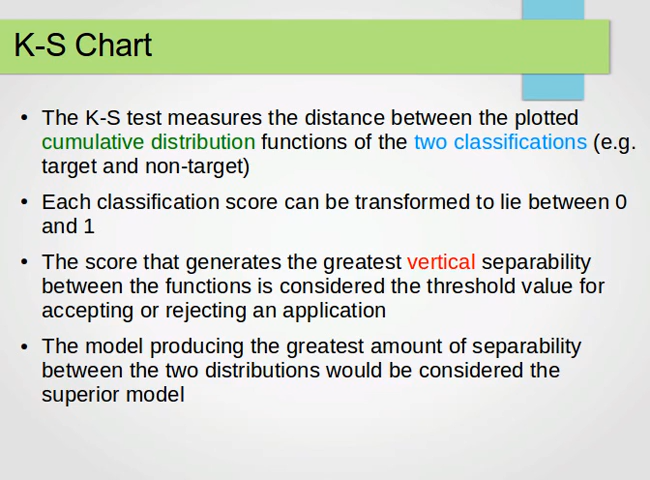 K-S Chart
• The K-S test measures the distance between the plotted
cumulative distribution functions of the two classifications (e.g.
target and non-target)
• Each classification score can be transformed to lie between 0
and 1
• The score that generates the greatest vertical separability
between the functions is considered the threshold value for
accepting or rejecting an application
• The model producing the greatest amount of separability
between the two distributions would be considered the
superior model